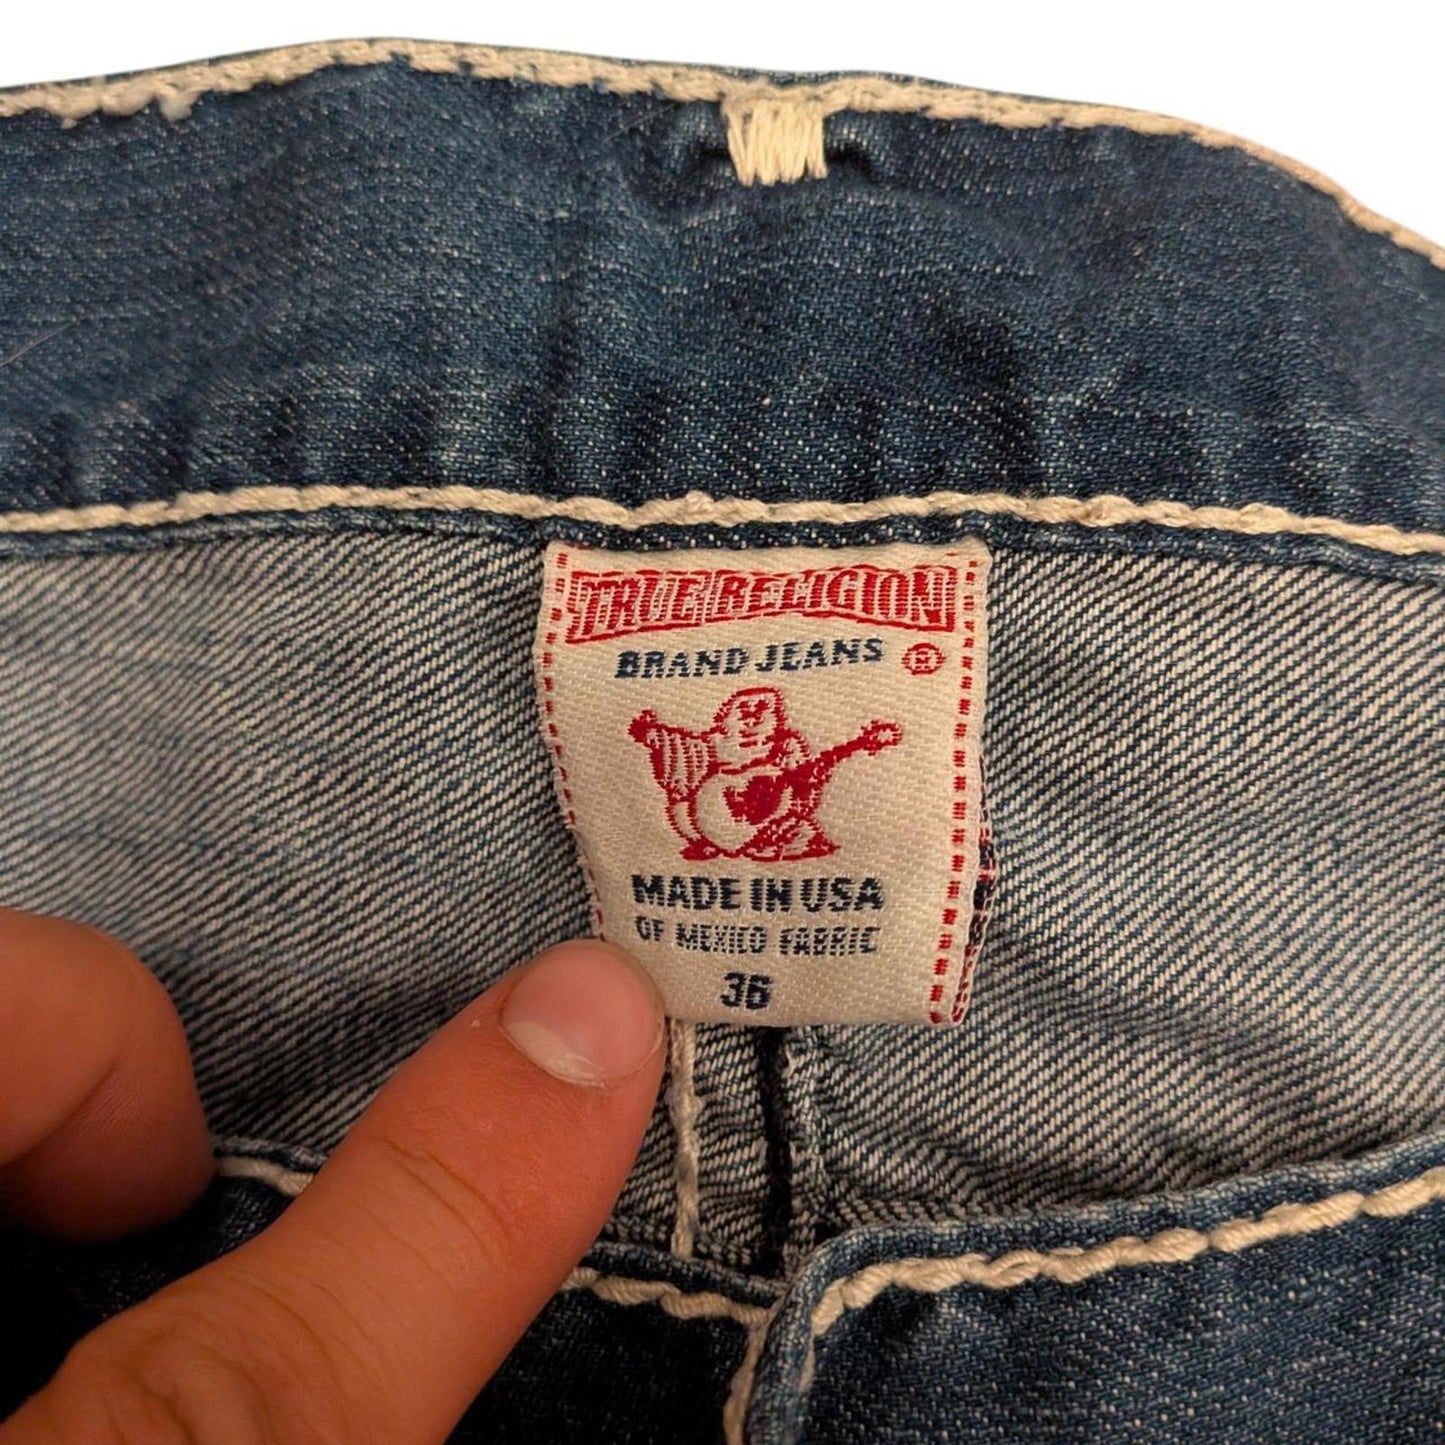 TRUE RELIGION
BRAND JEANS ®
MADE IN USA
OF MEXICO FABRIC
36